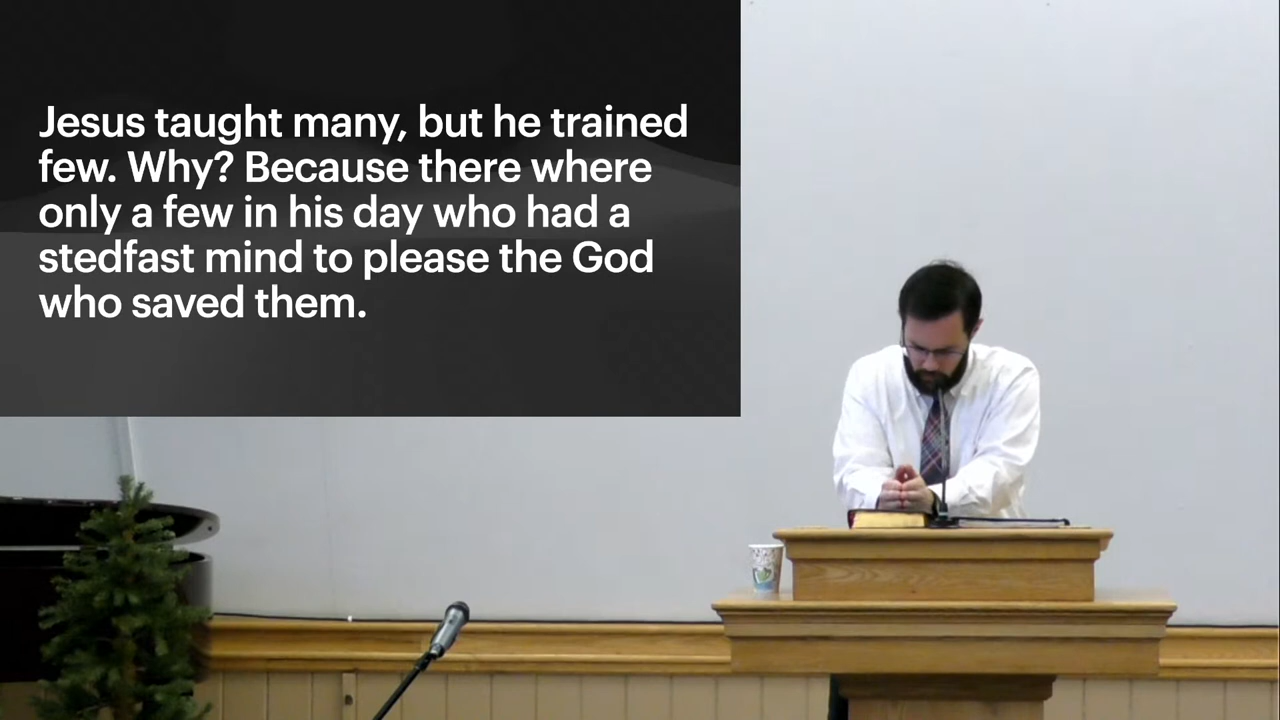 Jesus taught many, but he trained
few. Why? Because there where
only a few in his day who had a
stedfast mind to please the God
who saved them.